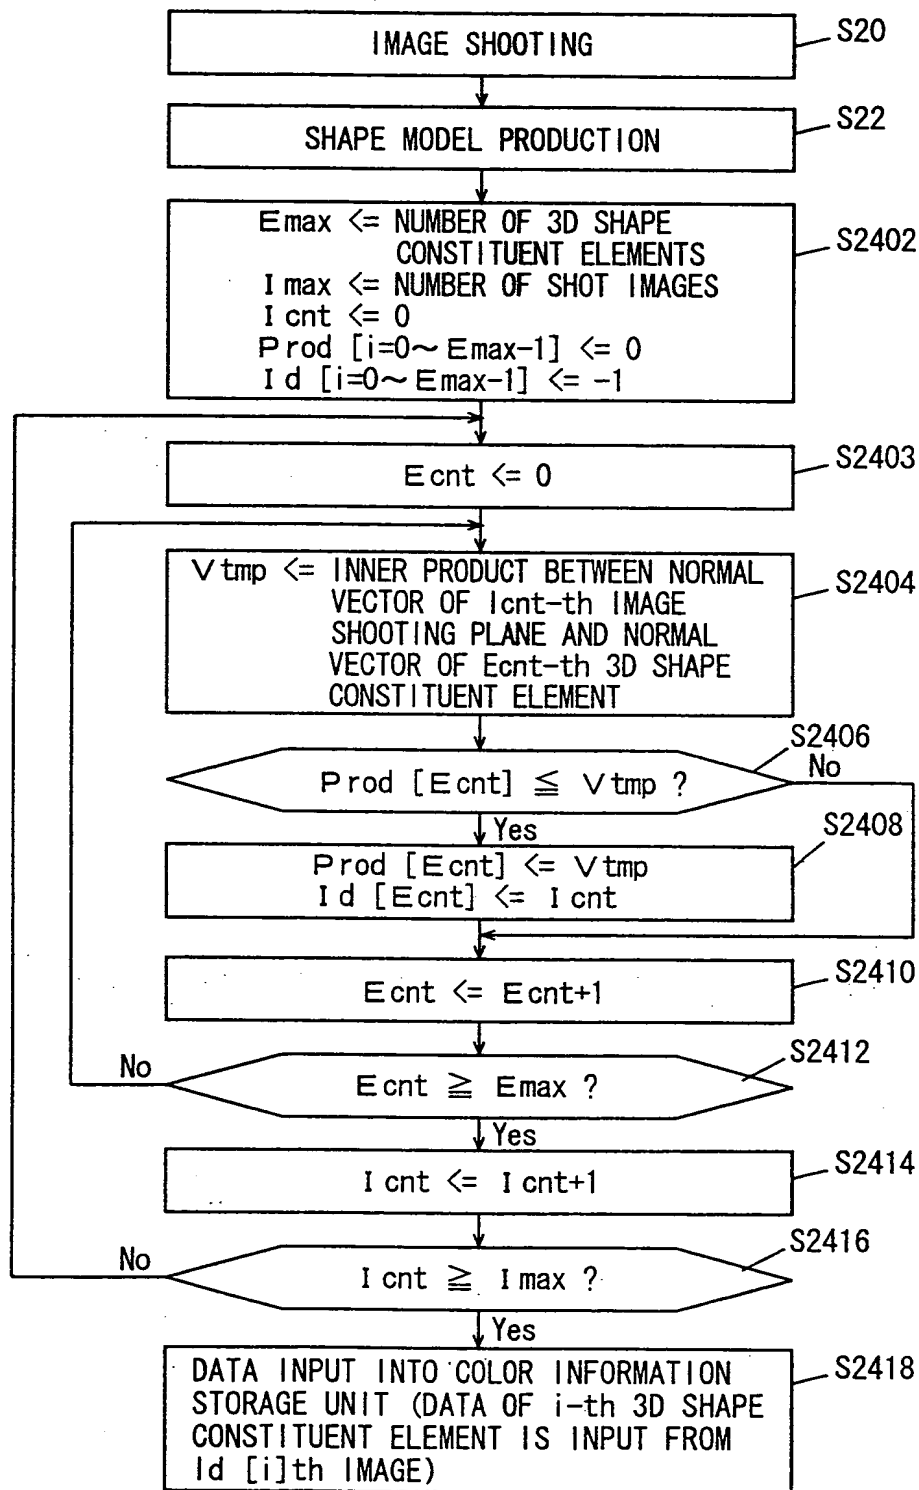 IMAGE SHOOTING
S20
SHAPE MODEL PRODUCTION
S22
Emax <= NUMBER OF 3D SHAPE
CONSTITUENT ELEMENTS
Imax <= NUMBER OF SHOT IMAGES
Icnt <= 0
Prod [i=0~Emax-1] <= 0
Id [i=0~Emax-1] <= -1
S2402
Ecnt <= 0
S2403
Vtmp <= INNER PRODUCT BETWEEN NORMAL
VECTOR OF Icnt-th IMAGE
SHOOTING PLANE AND NORMAL
VECTOR OF Ecnt-th 3D SHAPE
CONSTITUENT ELEMENT
S2404
Prod [Ecnt] ≦ Vtmp ?
S2406
No
Yes
Prod [Ecnt] <= Vtmp
Id [Ecnt] <= Icnt
S2408
Ecnt <= Ecnt+1
S2410
No
Ecnt ≧ Emax ?
S2412
Yes
Icnt <= Icnt+1
S2414
No
Icnt ≧ Imax ?
S2416
Yes
DATA INPUT INTO COLOR INFORMATION
STORAGE UNIT (DATA OF i-th 3D SHAPE
CONSTITUENT ELEMENT IS INPUT FROM
Id [i]th IMAGE)
S2418